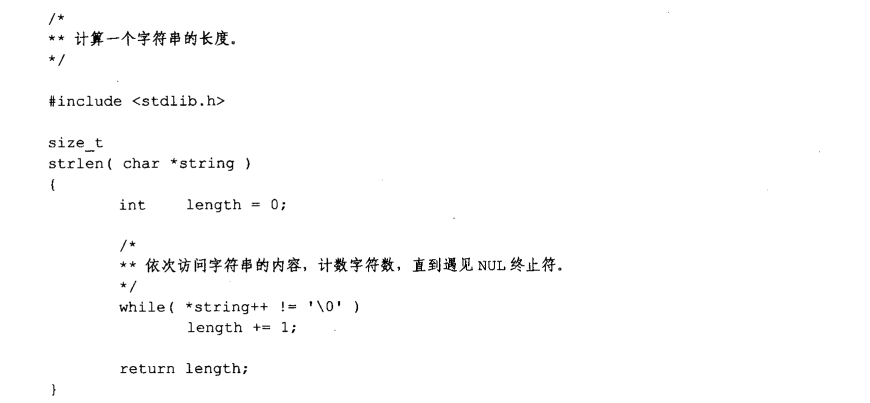 /*
** 计算一个字符串的长度。
*/
#include <stdlib.h>
size_t
strlen( char *string )
{
int length = 0;
/*
** 依次访问字符串的内容，计数字符数，直到遇见 NUL 终止符。
*/
while( *string++ != '\0' )
length += 1;
return length;
}